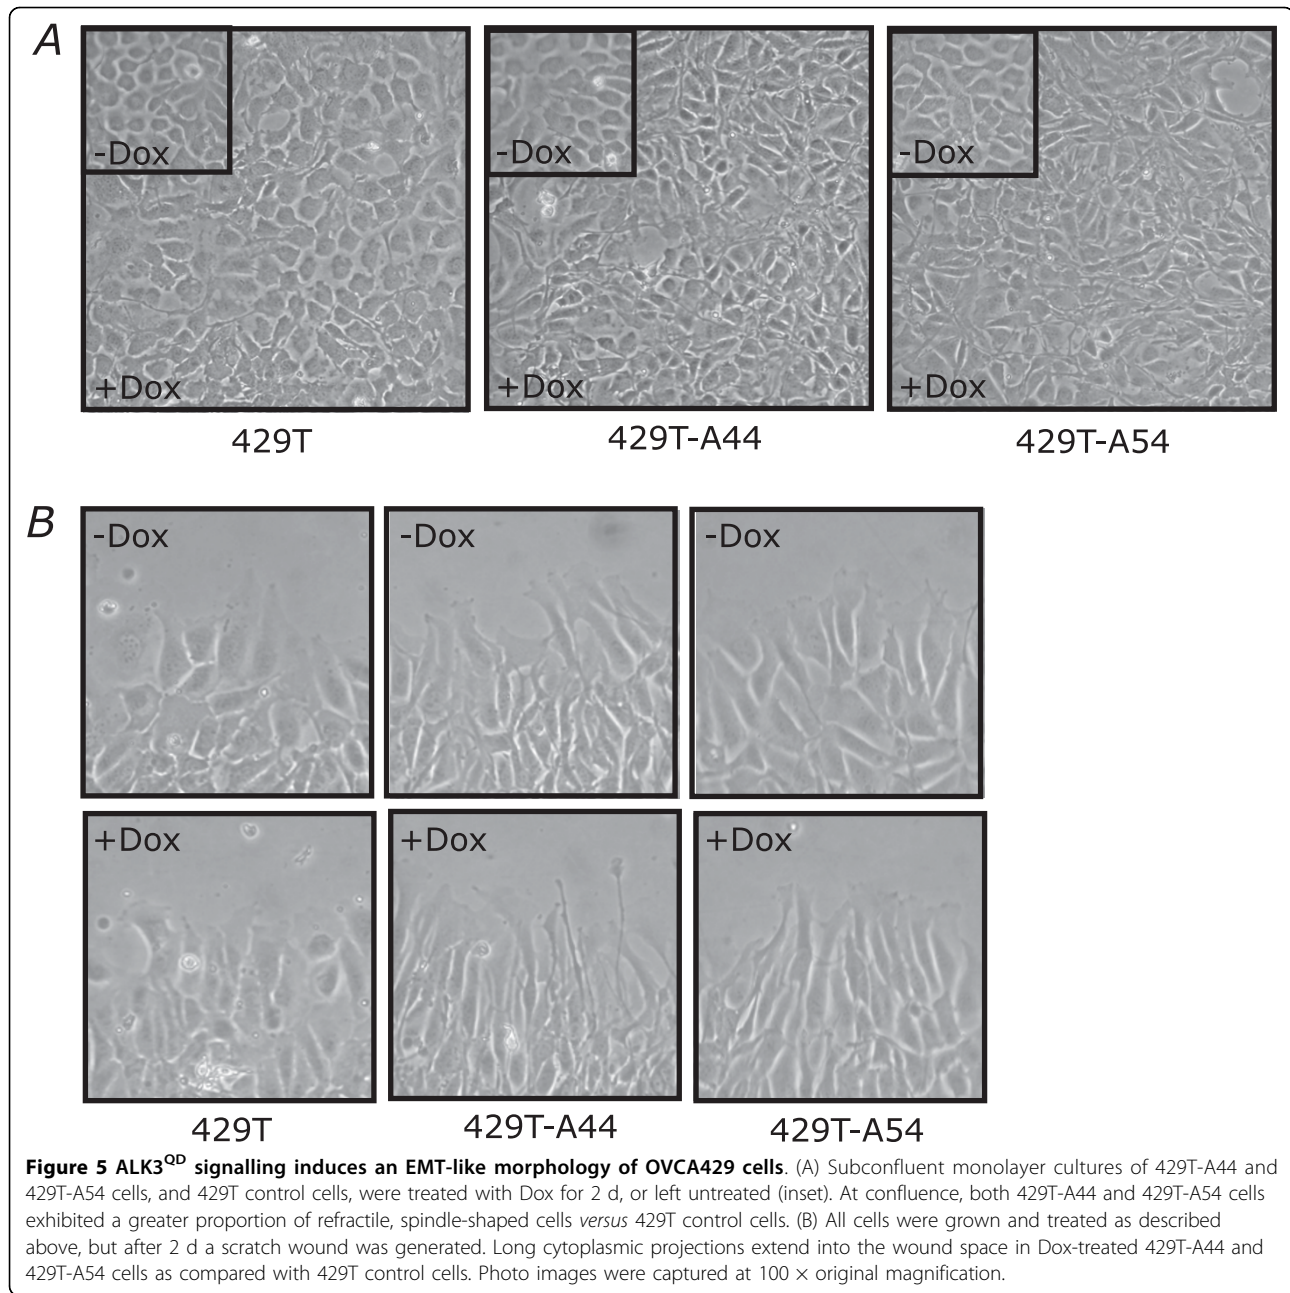 A
-Dox
+Dox
-Dox
+Dox
-Dox
+Dox
429T
429T-A44
429T-A54
B
-Dox
-Dox
-Dox
+Dox
+Dox
+Dox
429T
429T-A44
429T-A54
Figure 5 ALK3QD signalling induces an EMT-like morphology of OVCA429 cells. (A) Subconfluent monolayer cultures of 429T-A44 and
429T-A54 cells, and 429T control cells, were treated with Dox for 2 d, or left untreated (inset). At confluence, both 429T-A44 and 429T-A54 cells
exhibited a greater proportion of refractile, spindle-shaped cells versus 429T control cells. (B) All cells were grown and treated as described
above, but after 2 d a scratch wound was generated. Long cytoplasmic projections extend into the wound space in Dox-treated 429T-A44 and
429T-A54 cells as compared with 429T control cells. Photo images were captured at 100 × original magnification.